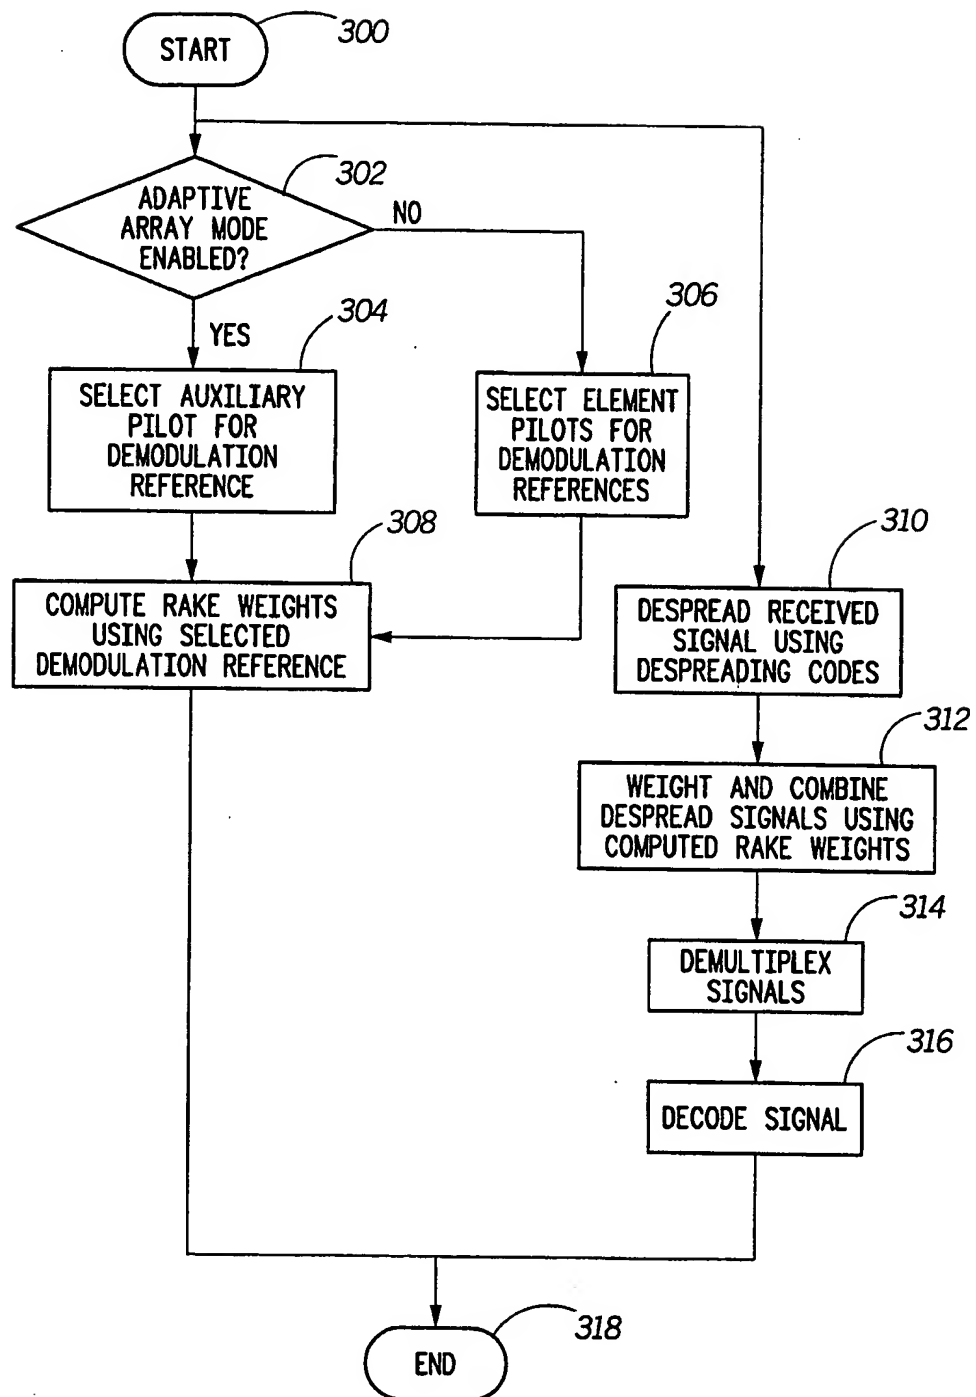 START
300
ADAPTIVE
ARRAY MODE
ENABLED?
302
NO
YES
304
SELECT AUXILIARY
PILOT FOR
DEMODULATION
REFERENCE
306
SELECT ELEMENT
PILOTS FOR
DEMODULATION
REFERENCES
308
COMPUTE RAKE WEIGHTS
USING SELECTED
DEMODULATION REFERENCE
310
DESPREAD RECEIVED
SIGNAL USING
DESPREADING CODES
312
WEIGHT AND COMBINE
DESPREAD SIGNALS USING
COMPUTED RAKE WEIGHTS
314
DEMULTIPLEX
SIGNALS
316
DECODE SIGNAL
318
END